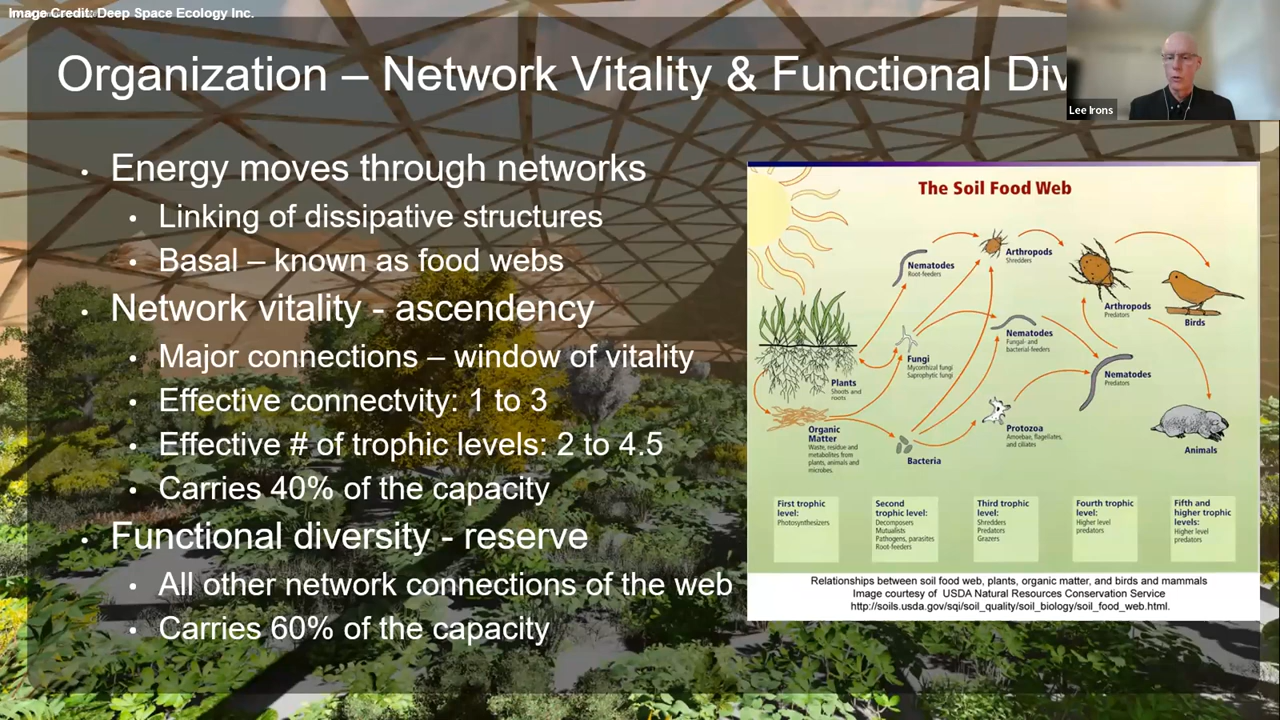 Image Credit: Deep Space Ecology Inc.
Organization – Network Vitality & Functional Div
Lee Irons
• Energy moves through networks
• Linking of dissipative structures
• Basal – known as food webs
• Network vitality - ascendency
• Major connections – window of vitality
• Effective connectvity: 1 to 3
• Effective # of trophic levels: 2 to 4.5
• Carries 40% of the capacity
• Functional diversity - reserve
• All other network connections of the web
• Carries 60% of the capacity
The Soil Food Web
Nematodes
Root-feeders
Arthropods
Shredders
Arthropods
Predators
Birds
Plants
Shoots and
roots
Fungi
Mycorrhizal fungi
Saprophytic fungi
Nematodes
Fungal- and
bacterial-feeders
Nematodes
Predators
Organic
Matter
Waste, residue and
metabolites from
plants, animals and
microbes.
Bacteria
Protozoa
Amoebae, flagellates,
and ciliates
Animals
First trophic
level:
Photosynthesizers
Second
trophic level:
Decomposers
Mutualists
Pathogens, parasites
Root-feeders
Third trophic
level:
Shredders
Predators
Grazers
Fourth trophic
level:
Higher level
predators
Fifth and
higher trophic
levels:
Higher level
predators
Relationships between soil food web, plants, organic matter, and birds and mammals
Image courtesy of USDA Natural Resources Conservation Service
http://soils.usda.gov/sqi/soil_quality/soil_biology/soil_food_web.html.